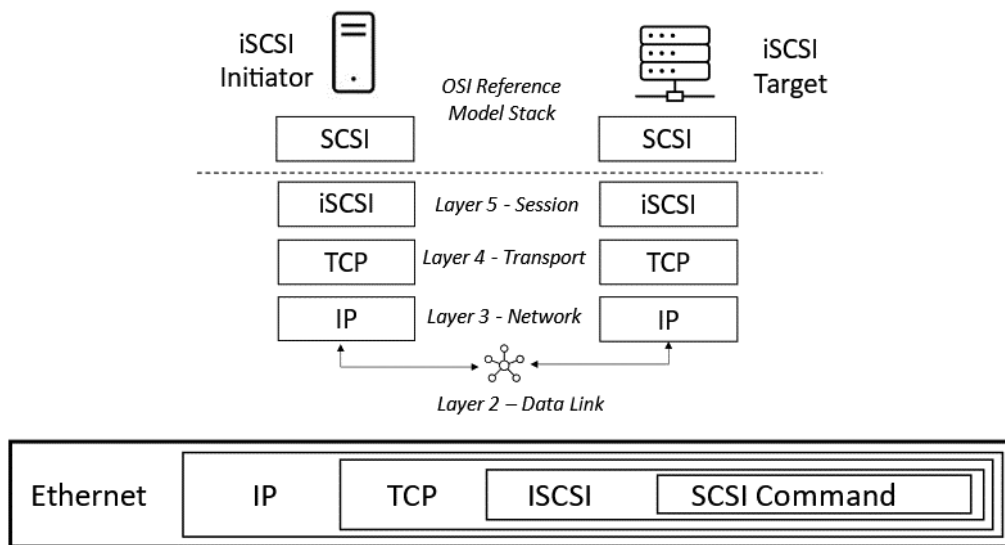 iSCSI
Initiator
OSI Reference
Model Stack
iSCSI
Target
SCSI
SCSI
iSCSI
Layer 5 - Session
iSCSI
TCP
Layer 4 - Transport
TCP
IP
Layer 3 - Network
IP
Layer 2 – Data Link
Ethernet
IP
TCP
ISCSI
SCSI Command